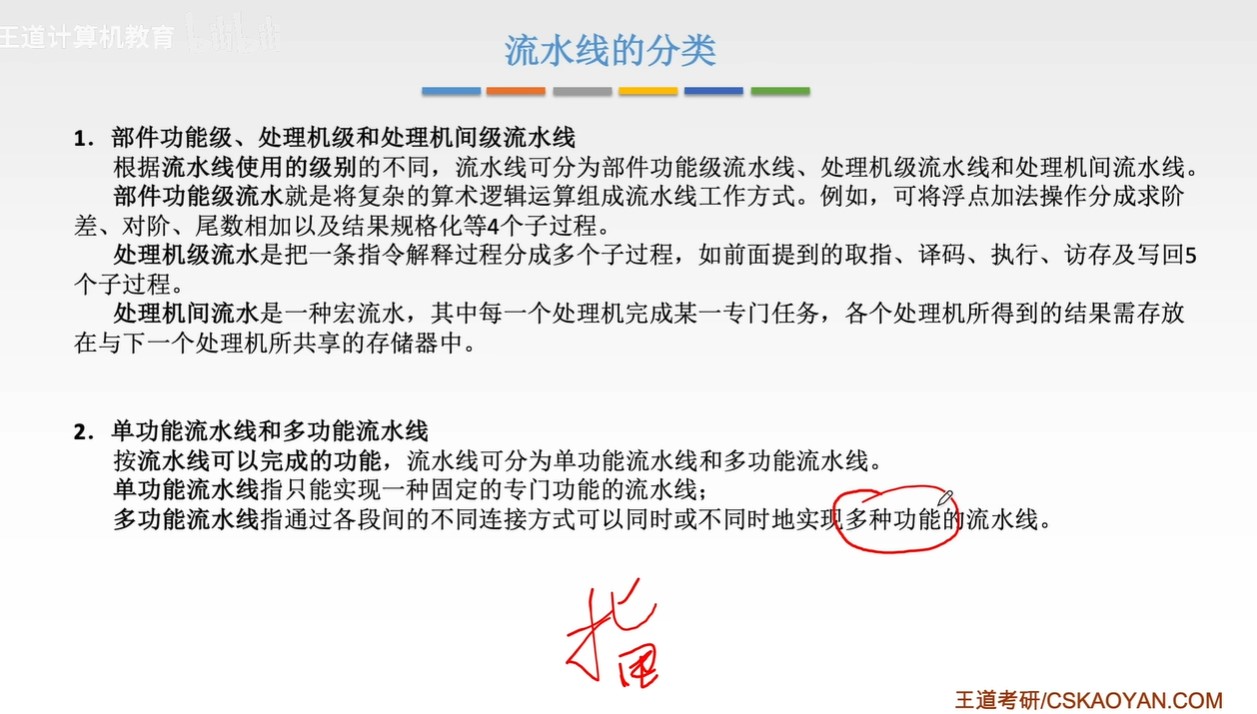 王道计算机教育
流水线的分类
1. 部件功能级、处理机级和处理机间级流水线
根据流水线使用的级别的不同，流水线可分为部件功能级流水线、处理机级流水线和处理机间流水线。
部件功能级流水就是将复杂的算术逻辑运算组成流水线工作方式。例如，可将浮点加法操作分成求阶
差、对阶、尾数相加以及结果规格化等4个子过程。
处理机级流水是把一条指令解释过程分成多个子过程，如前面提到的取指、译码、执行、访存及写回5
个子过程。
处理机间流水是一种宏流水，其中每一个处理机完成某一专门任务，各个处理机所得到的结果需存放
在与下一个处理机所共享的存储器中。
2. 单功能流水线和多功能流水线
按流水线可以完成的功能，流水线可分为单功能流水线和多功能流水线。
单功能流水线指只能实现一种固定的专门功能的流水线；
多功能流水线指通过各段间的不同连接方式可以同时或不同时地实现多种功能的流水线。
指
王道考研/CSKAOYAN.COM